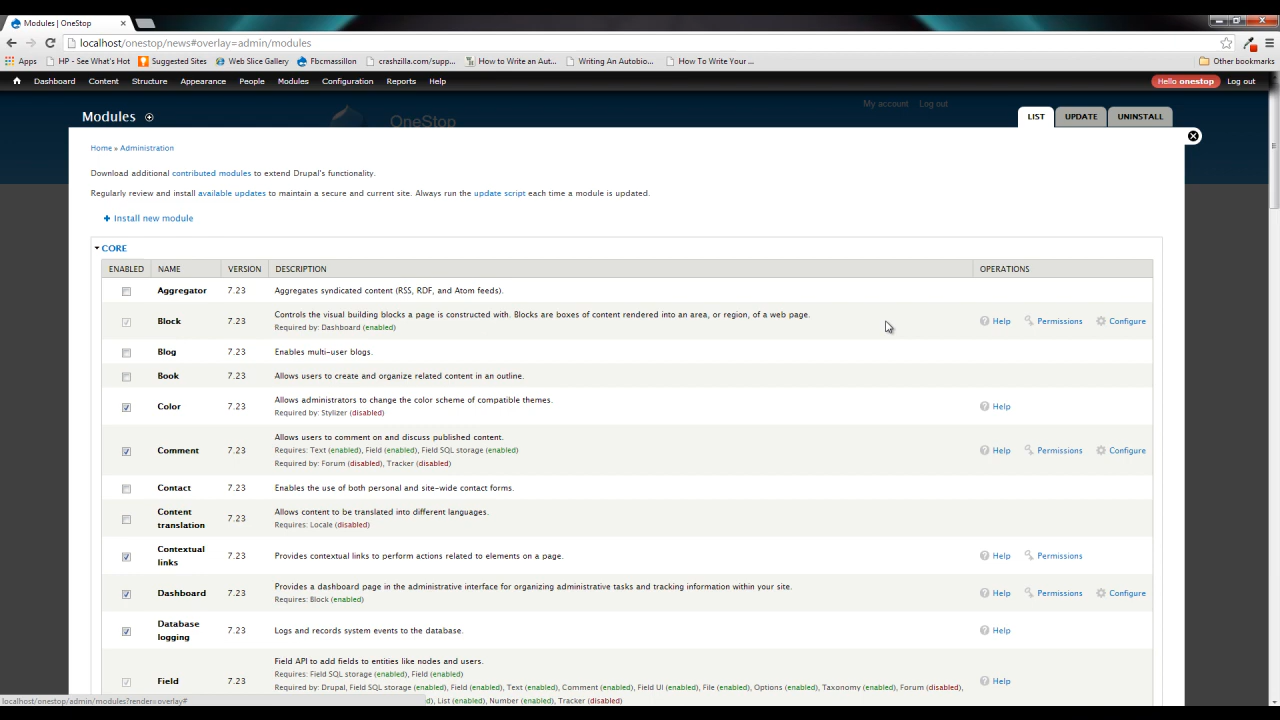 Modules | OneStop
localhost/onestop/news#overlay=admin/modules
Apps HP - See What's Hot Suggested Sites Web Slice Gallery Fbcmassillon crashzilla.com/supp... How to Write an Aut... Writing An Autobio... How To Write Your ... Other bookmarks
Dashboard Content Structure Appearance People Modules Configuration Reports Help Hello onestop Log out
My account Log out
OneStop
Modules LIST UPDATE UNINSTALL
Home » Administration
Download additional contributed modules to extend Drupal's functionality.
Regularly review and install available updates to maintain a secure and current site. Always run the update script each time a module is updated.
+ Install new module
CORE
ENABLED NAME VERSION DESCRIPTION OPERATIONS
Aggregator 7.23 Aggregates syndicated content (RSS, RDF, and Atom feeds).
Block 7.23 Controls the visual building blocks a page is constructed with. Blocks are boxes of content rendered into an area, or region, of a web page.
Required by: Dashboard (enabled)
Help Permissions Configure
Blog 7.23 Enables multi-user blogs.
Book 7.23 Allows users to create and organize related content in an outline.
Color 7.23 Allows administrators to change the color scheme of compatible themes.
Required by: Stylizer (disabled)
Help
Comment 7.23 Allows users to comment on and discuss published content.
Requires: Text (enabled), Field (enabled), Field SQL storage (enabled)
Required by: Forum (disabled), Tracker (disabled)
Help Permissions Configure
Contact 7.23 Enables the use of both personal and site-wide contact forms.
Content translation 7.23 Allows content to be translated into different languages.
Requires: Locale (disabled)
Contextual links 7.23 Provides contextual links to perform actions related to elements on a page.
Help Permissions
Dashboard 7.23 Provides a dashboard page in the administrative interface for organizing administrative tasks and tracking information within your site.
Requires: Block (enabled)
Help Permissions Configure
Database logging 7.23 Logs and records system events to the database.
Help
Field 7.23 Field API to add fields to entities like nodes and users.
Requires: Field SQL storage (enabled), Field (enabled)
Required by: Drupal, Field SQL storage (enabled), Field (enabled), Text (enabled), Comment (enabled), Field UI (enabled), File (enabled), Options (enabled), Taxonomy (enabled), Forum (disabled),
d), List (enabled), Number (enabled), Tracker (disabled)
Help
localhost/onestop/admin/modules?render=overlay#